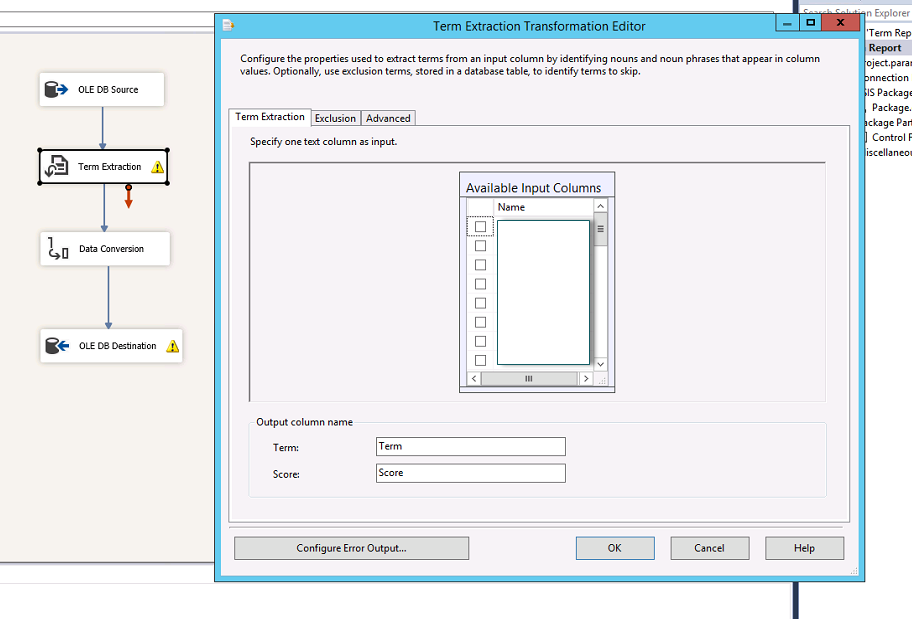 Search Solution Explorer
Term Extraction Transformation Editor
Configure the properties used to extract terms from an input column by identifying nouns and noun phrases that appear in column
values. Optionally, use exclusion terms, stored in a database table, to identify terms to skip.
OLE DB Source
Term Extraction
Data Conversion
OLE DB Destination
Term Extraction Exclusion Advanced
Specify one text column as input.
Available Input Columns
Name
Output column name
Term: Term
Score: Score
Configure Error Output... OK Cancel Help
'Term Rep
Report
roject.parar
onnection
SIS Package
Package.
ackage Part
Control F
iscellaneou